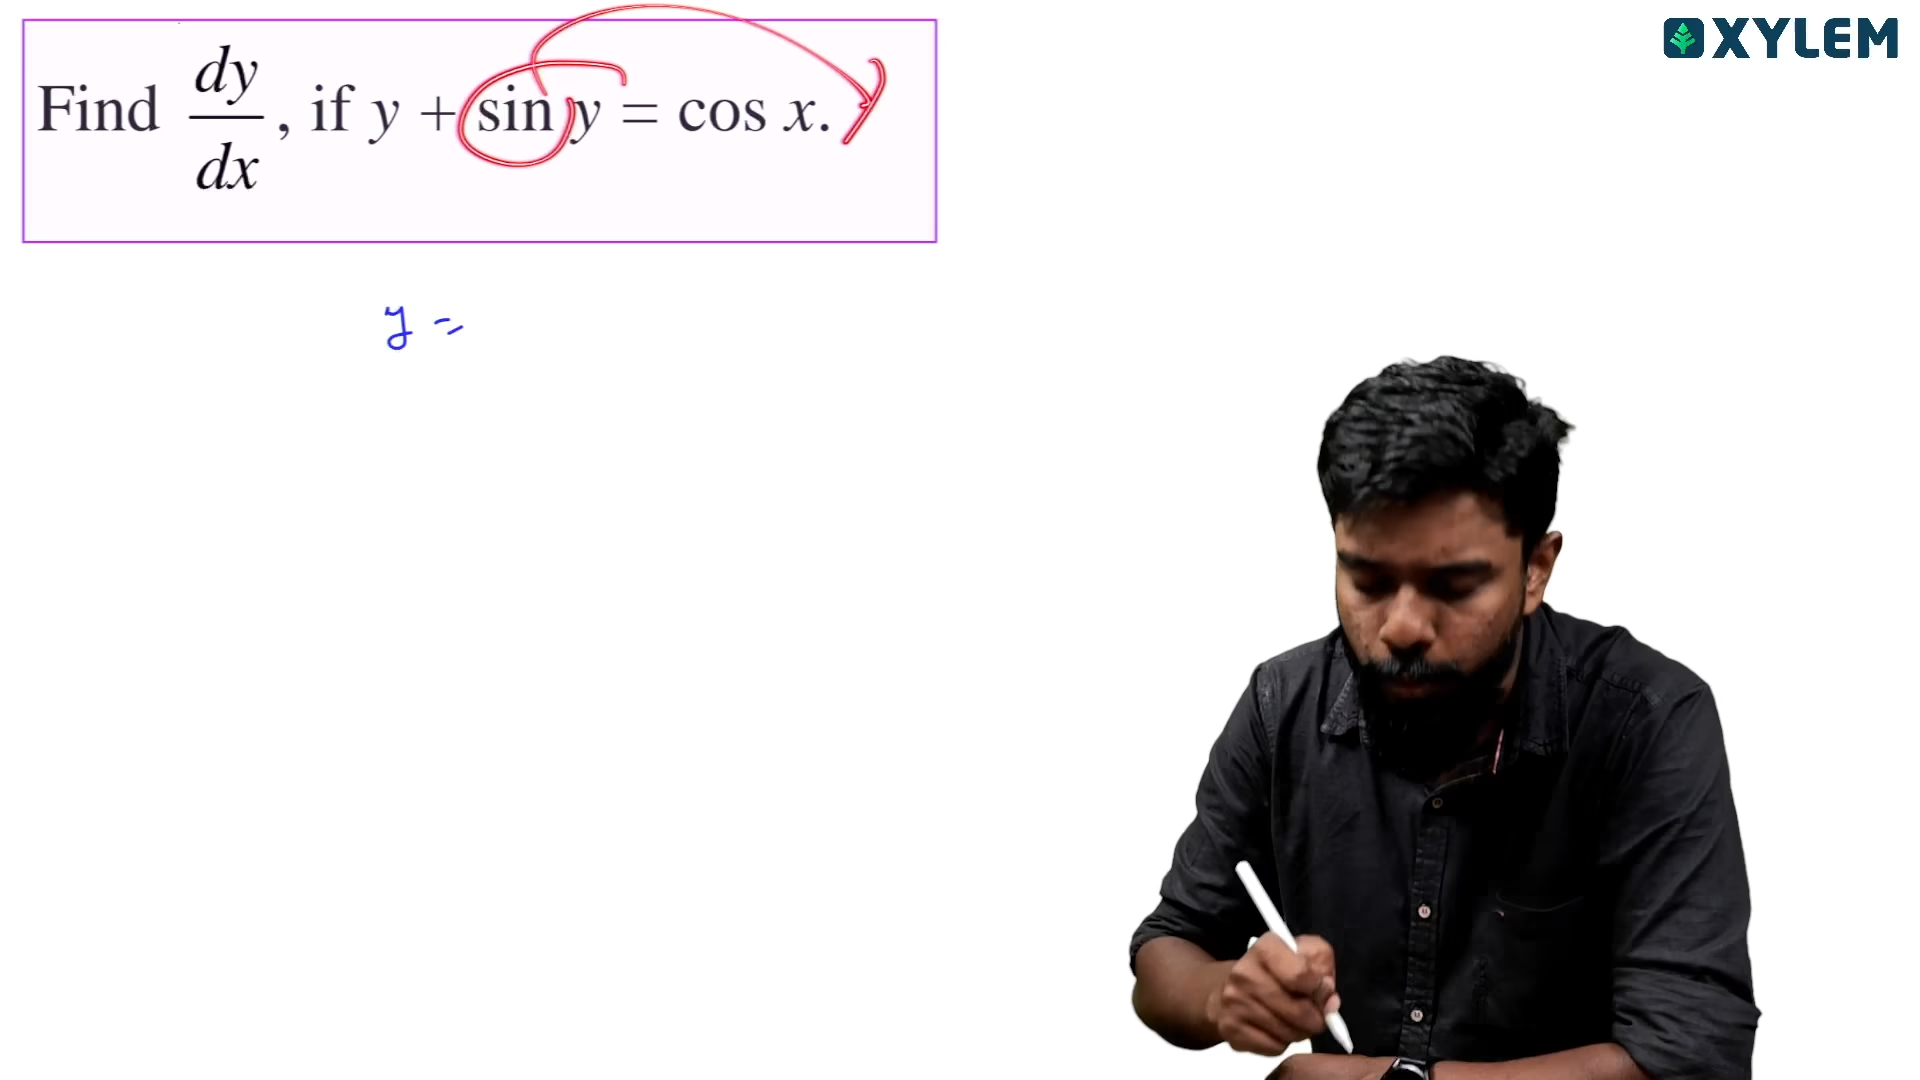 XYLEM
Find dy/dx, if y + sin y = cos x.
y =